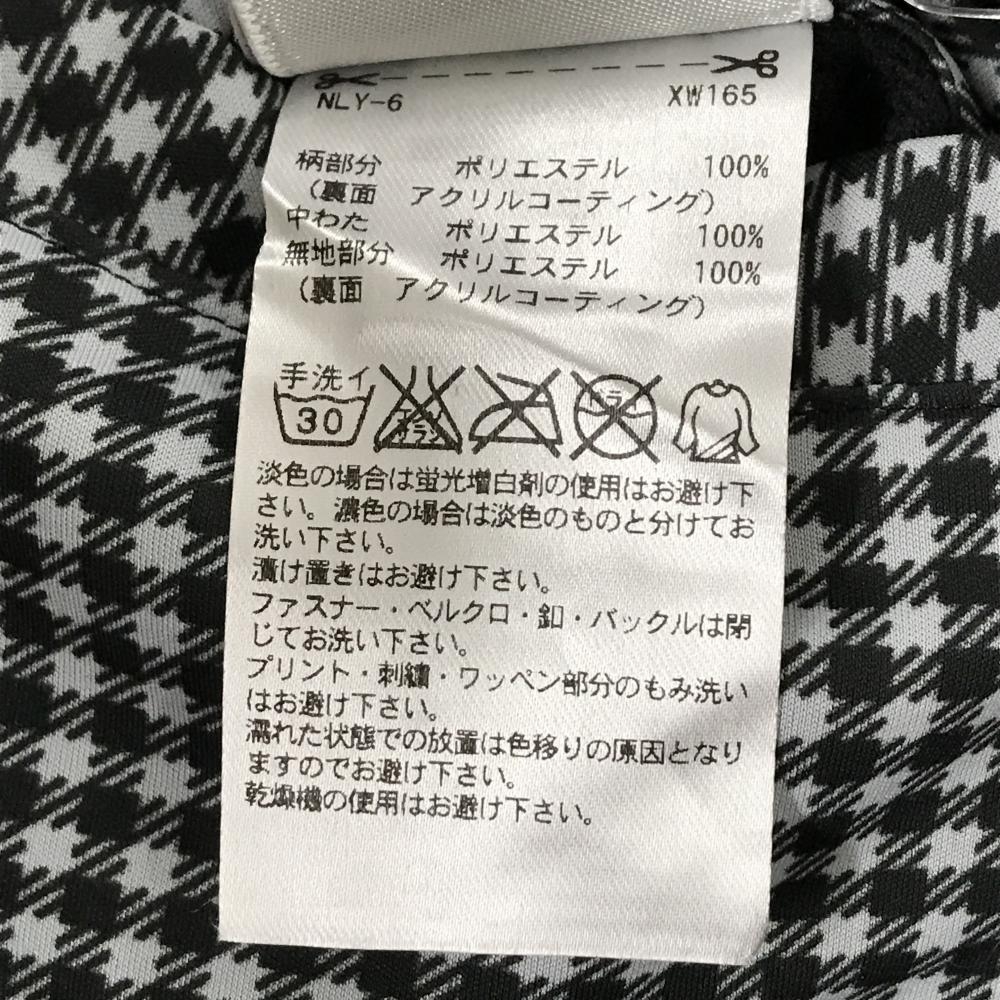 NLY-6 XW165
柄部分 ポリエステル 100%
(裏面 アクリルコーティング)
中わた ポリエステル 100%
無地部分 ポリエステル 100%
(裏面 アクリルコーティング)
手洗イ
30
エンソ
サラシ
ドライ
淡色の場合は蛍光増白剤の使用はお避け下
さい。濃色の場合は淡色のものと分けてお
洗い下さい。
漬け置きはお避け下さい。
ファスナー・ベルクロ・釦・バックルは閉
じてお洗い下さい。
プリント・刺繍・ワッペン部分のもみ洗い
はお避け下さい。
濡れた状態での放置は色移りの原因となり
ますのでお避け下さい。
乾燥機の使用はお避け下さい。